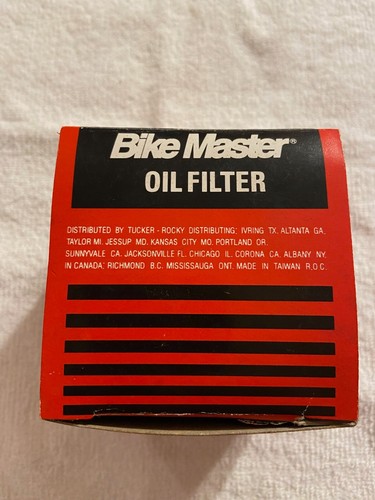 Bike Master®
OIL FILTER
DISTRIBUTED BY TUCKER - ROCKY DISTRIBUTING; IVRING TX. ALTANTA GA,
TAYLOR MI. JESSUP MD. KANSAS CITY MO. PORTLAND OR.
SUNNYVALE CA. JACKSONVILLE FL. CHICAGO IL. CORONA CA. ALBANY NY.
IN CANADA; RICHMOND B.C. MISSISSAUGA ONT. MADE IN TAIWAN R.O.C.